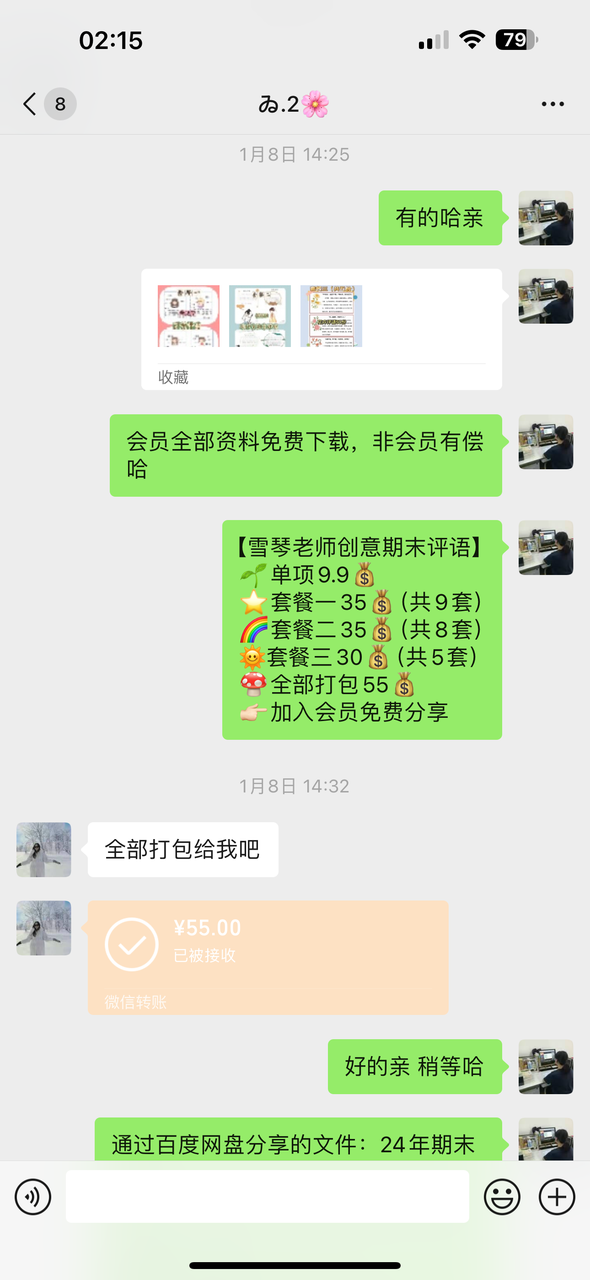 02:15
79
8
ゐ.2🌸
1月8日 14:25
有的哈亲
收藏
会员全部资料免费下载，非会员有偿
哈
【雪琴老师创意期末评语】
🌱单项9.9💰
⭐套餐一35💰（共9套）
🌈套餐二35💰（共8套）
🌞套餐三30💰（共5套）
🍄全部打包55💰
👉🏻加入会员免费分享
1月8日 14:32
全部打包给我吧
¥55.00
已被接收
微信转账
好的亲 稍等哈
通过百度网盘分享的文件：24年期末